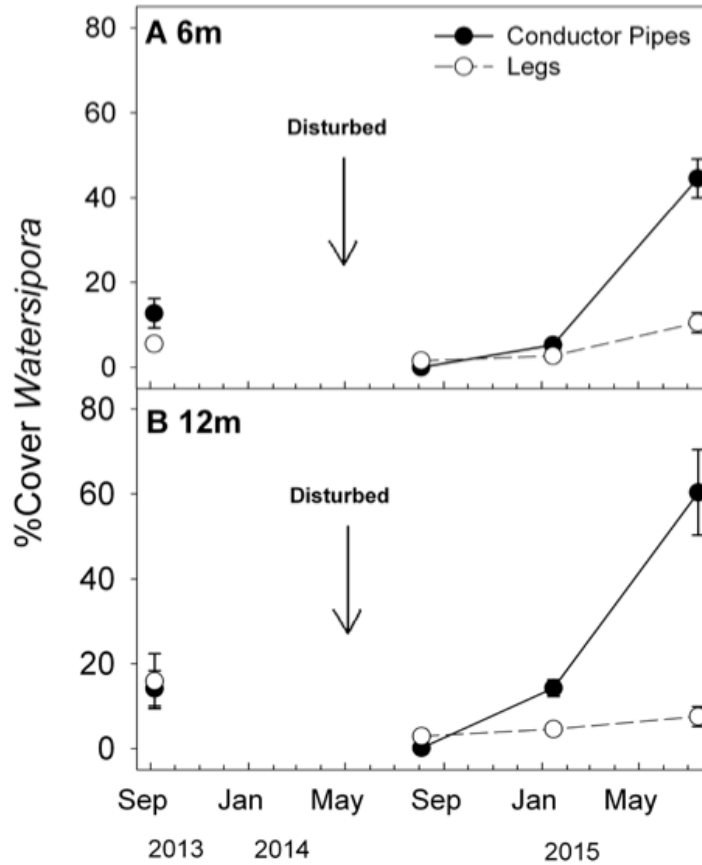 A 6m
Conductor Pipes
Legs
Disturbed
80
60
40
20
0
%Cover Watersipora
B 12m
Disturbed
80
60
40
20
0
Sep Jan May Sep Jan May
2013 2014 2015